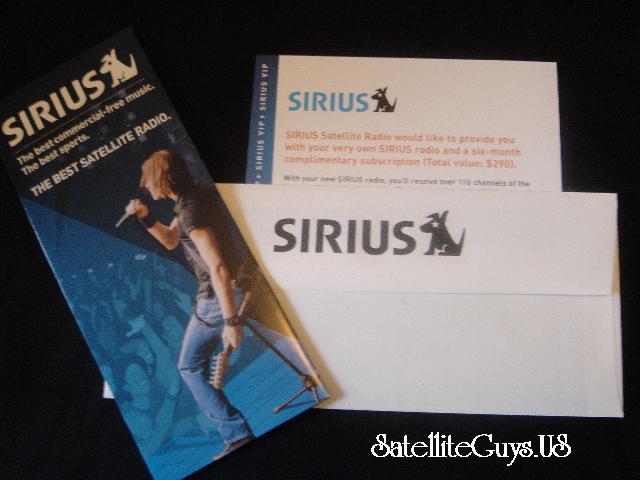 SIRIUS
The best commercial-free music.
The best sports.
THE BEST SATELLITE RADIO.
SIRIUS VIP • SIRIUS VIP
SIRIUS
SIRIUS Satellite Radio would like to provide you
with your very own SIRIUS radio and a six-month
complimentary subscription (Total value: $290).
With your new SIRIUS radio, you'll receive over 110 channels of the
SIRIUS
SatelliteGuys.US